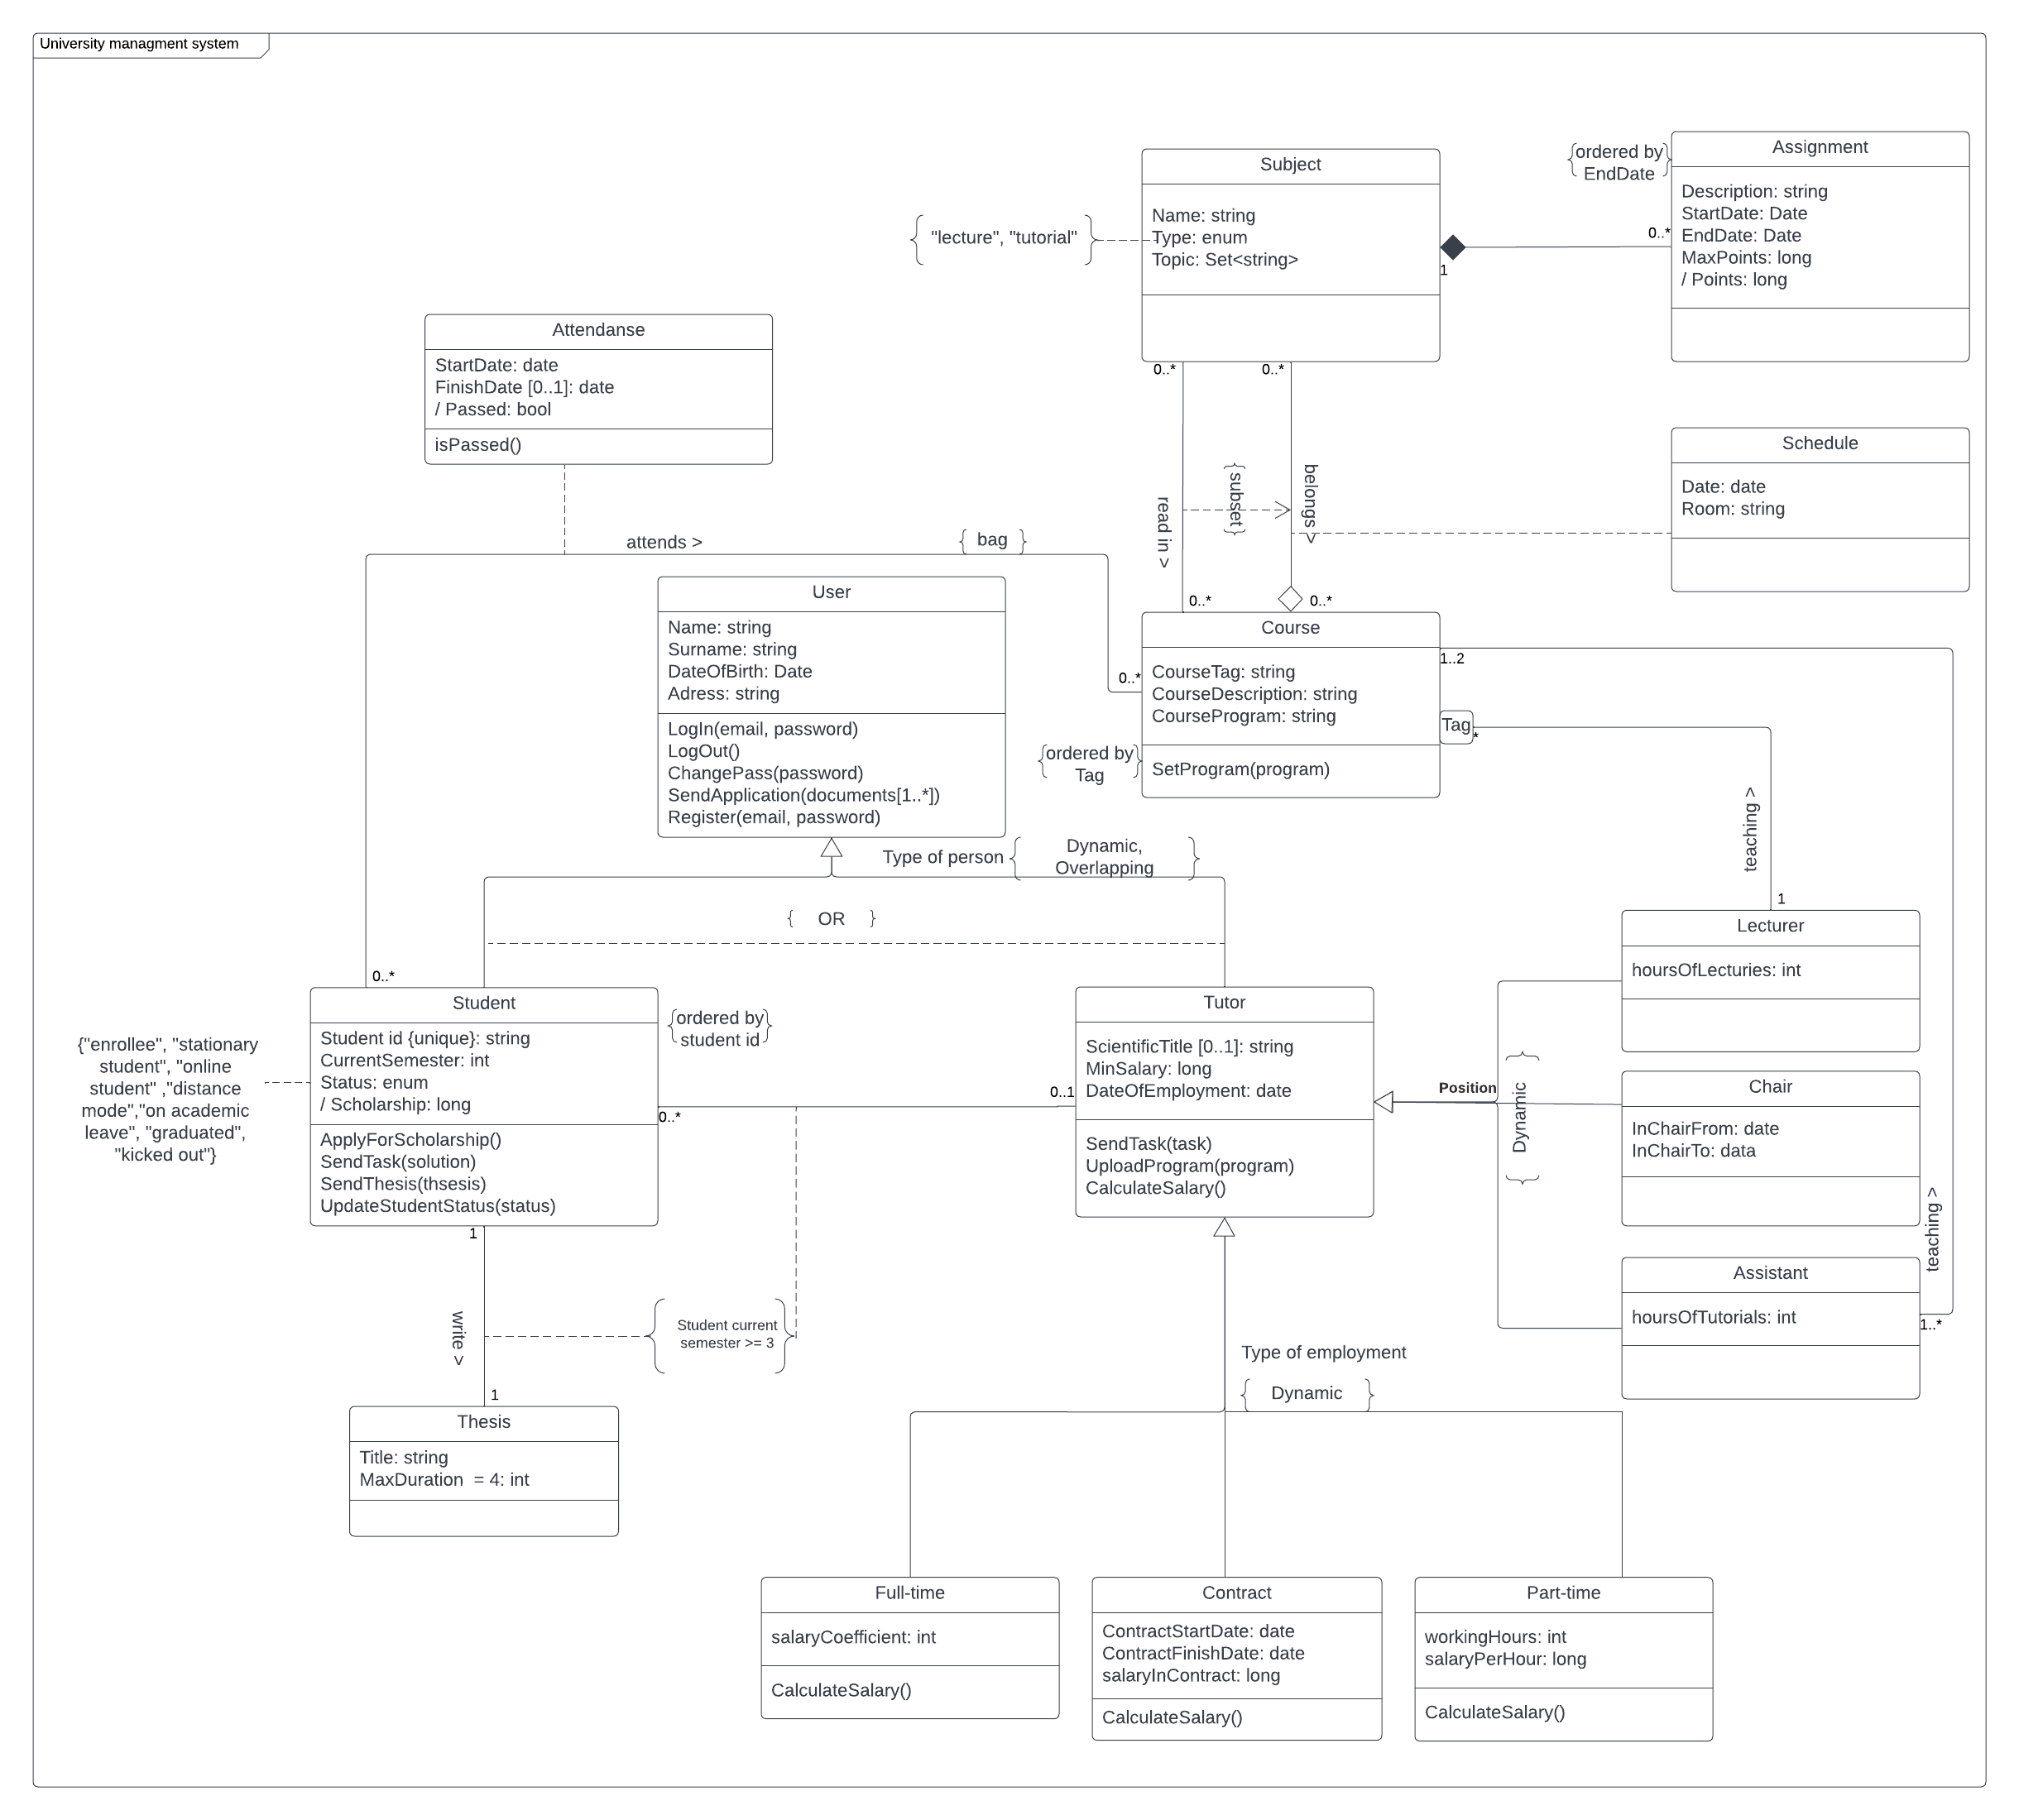 University managment system
Subject
Name: string
Type: enum
Topic: Set<string>
"lecture", "tutorial"
1
0..*
ordered by
EndDate
Assignment
Description: string
StartDate: Date
EndDate: Date
MaxPoints: long
/ Points: long
Attendanse
StartDate: date
FinishDate [0..1]: date
/ Passed: bool
isPassed()
0..*
0..*
read in >
{subset}
belongs >
0..*
0..*
Schedule
Date: date
Room: string
attends >
{ bag }
0..*
0..*
User
Name: string
Surname: string
DateOfBirth: Date
Adress: string
LogIn(email, password)
LogOut()
ChangePass(password)
SendApplication(documents[1..*])
Register(email, password)
Course
CourseTag: string
CourseDescription: string
CourseProgram: string
SetProgram(program)
ordered by
Tag
1..2
Tag
*
teaching >
1
Type of person
Dynamic,
Overlapping
{ OR }
Lecturer
hoursOfLecturies: int
Student
Student id {unique}: string
CurrentSemester: int
Status: enum
/ Scholarship: long
ApplyForScholarship()
SendTask(solution)
SendThesis(thsesis)
UpdateStudentStatus(status)
ordered by
student id
{"enrollee", "stationary
student", "online
student" ,"distance
mode","on academic
leave", "graduated",
"kicked out"}
0..*
0..1
Tutor
ScientificTitle [0..1]: string
MinSalary: long
DateOfEmployment: date
SendTask(task)
UploadProgram(program)
CalculateSalary()
Position
{ Dynamic }
Chair
InChairFrom: date
InChairTo: data
teaching >
Assistant
hoursOfTutorials: int
1..*
1
write >
1
Student current
semester >= 3
Thesis
Title: string
MaxDuration  = 4: int
Type of employment
{ Dynamic }
Full-time
salaryCoefficient: int
CalculateSalary()
Contract
ContractStartDate: date
ContractFinishDate: date
salaryInContract: long
CalculateSalary()
Part-time
workingHours: int
salaryPerHour: long
CalculateSalary()